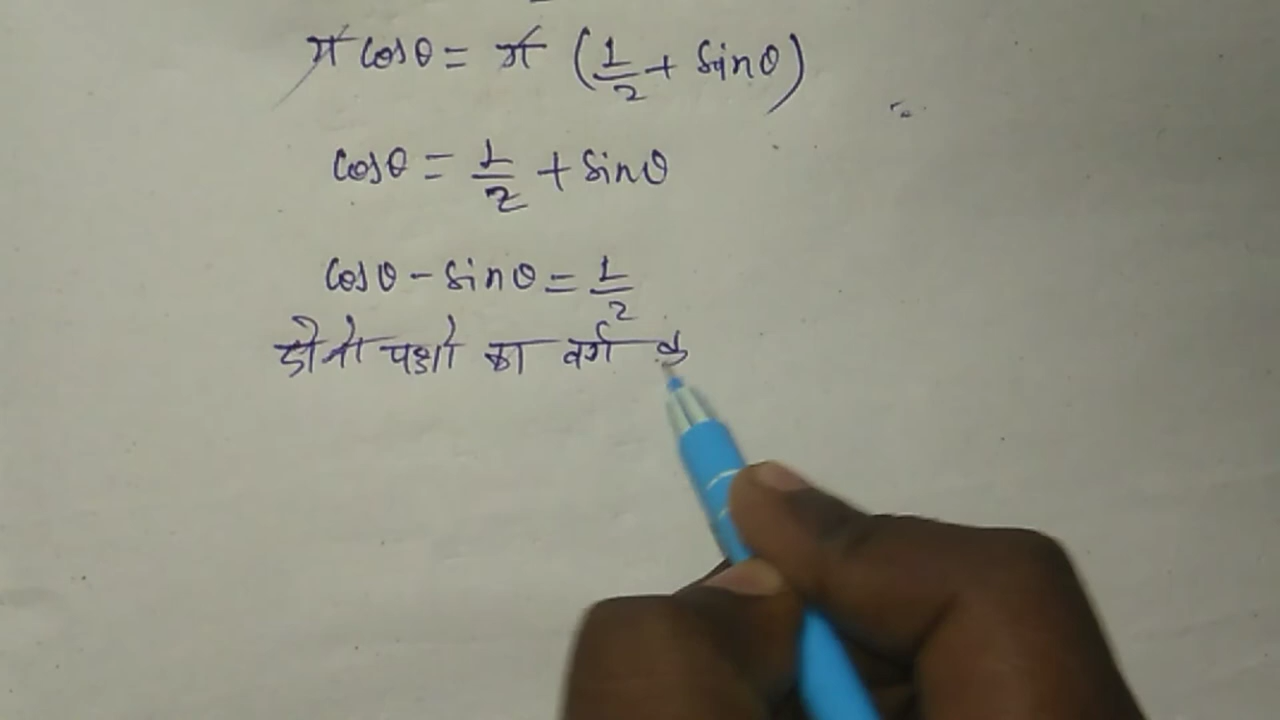 π cosθ = π (1/2 + sinθ)
cosθ = 1/2 + sinθ
cosθ - sinθ = 1/2
दोनो पक्षो का वर्ग